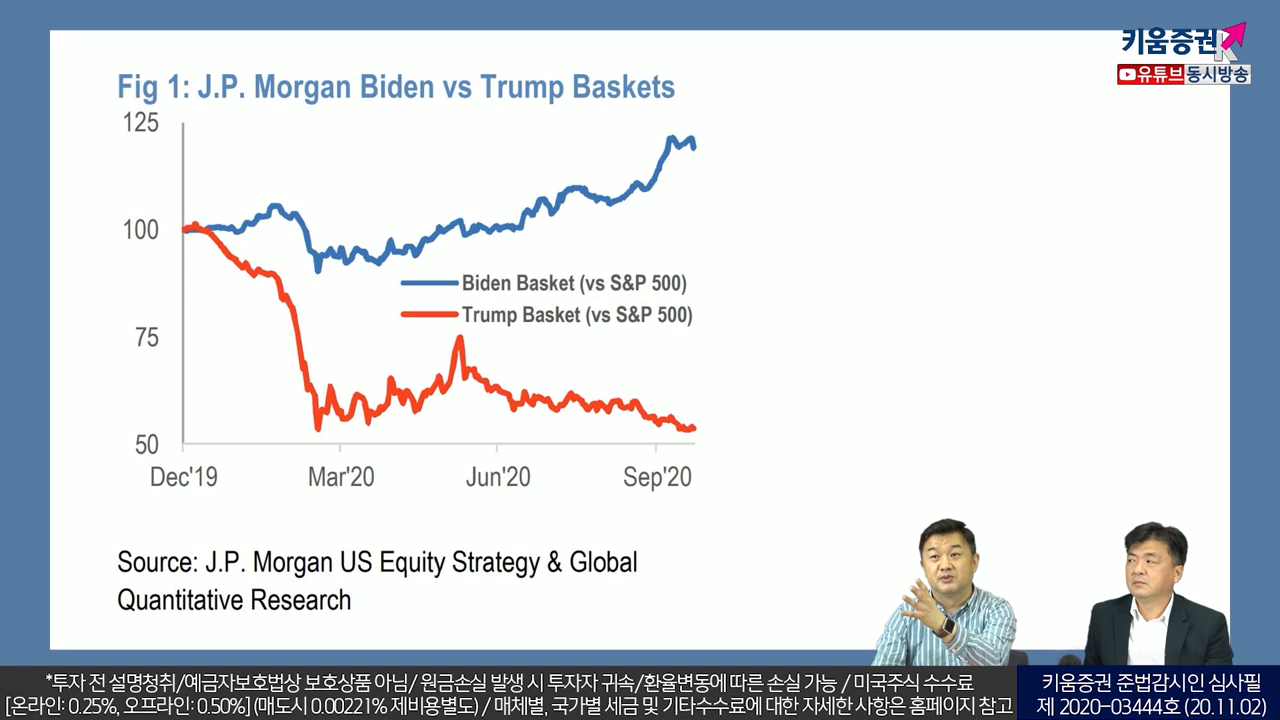 키움증권
유튜브동시방송
Fig 1: J.P. Morgan Biden vs Trump Baskets
125
100
75
50
Biden Basket (vs S&P 500)
Trump Basket (vs S&P 500)
Dec'19 Mar'20 Jun'20 Sep'20
Source: J.P. Morgan US Equity Strategy & Global
Quantitative Research
*투자 전 설명청취/예금자보호법상 보호상품 아님/ 원금손실 발생 시 투자자 귀속/환율변동에 따른 손실 가능 / 미국주식 수수료
[온라인: 0.25%, 오프라인: 0.50%] (매도시 0.00221% 제비용별도) / 매체별, 국가별 세금 및 기타수수료에 대한 자세한 사항은 홈페이지 참고
키움증권 준법감시인 심사필
제 2020-03444호 (20.11.02)